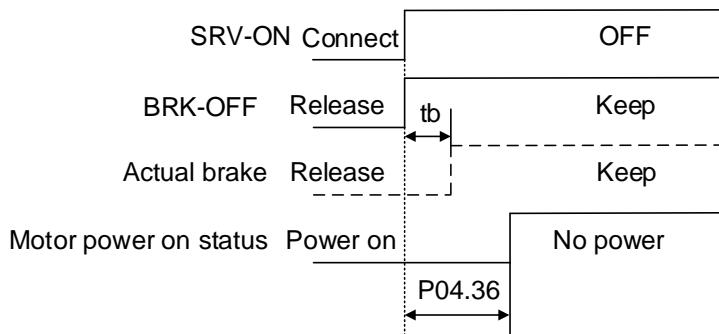 SRV-ON Connect OFF
BRK-OFF Release Keep
tb
Actual brake Release Keep
Motor power on status Power on No power
P04.36